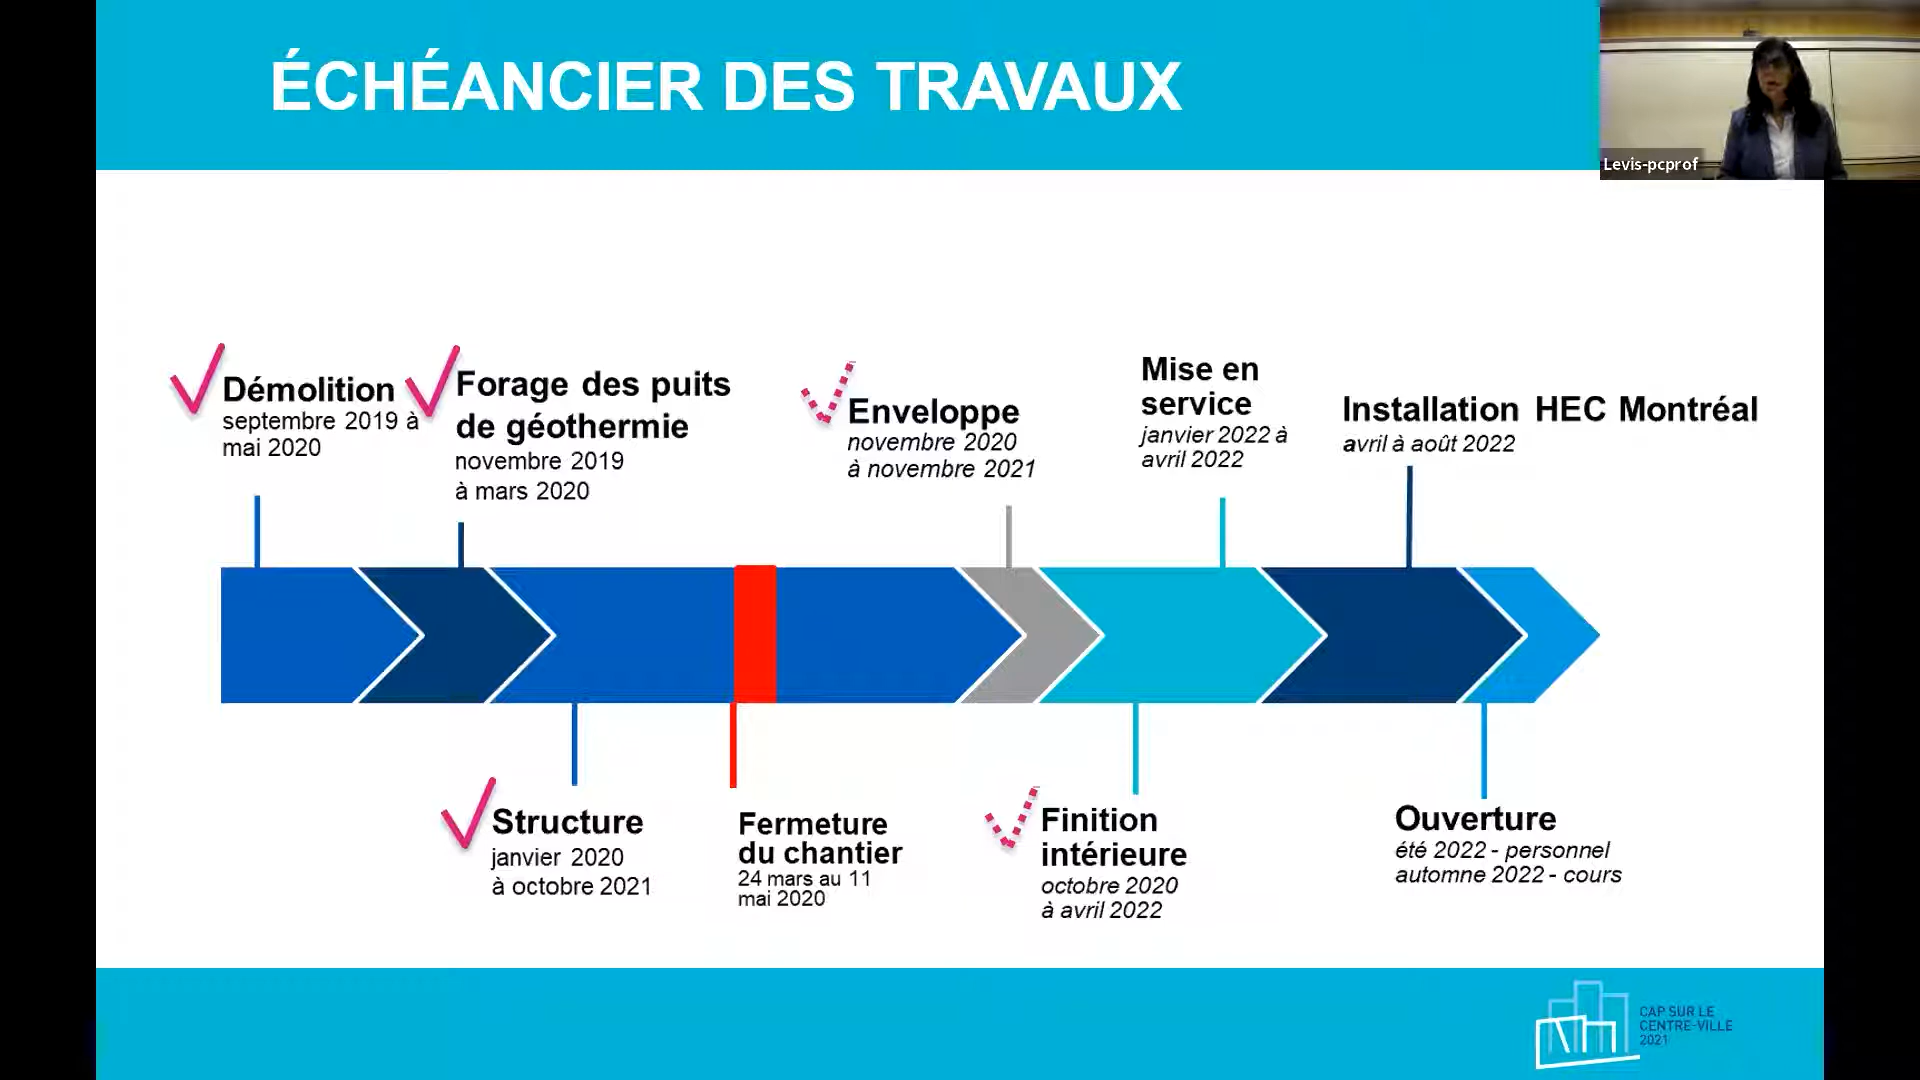 ÉCHÉANCIER DES TRAVAUX
Levis-pcprof
Démolition
septembre 2019 à
mai 2020
Forage des puits
de géothermie
novembre 2019
à mars 2020
Enveloppe
novembre 2020
à novembre 2021
Mise en
service
janvier 2022 à
avril 2022
Installation HEC Montréal
avril à août 2022
Structure
janvier 2020
à octobre 2021
Fermeture
du chantier
24 mars au 11
mai 2020
Finition
intérieure
octobre 2020
à avril 2022
Ouverture
été 2022 - personnel
automne 2022 - cours
CAP SUR LE
CENTRE-VILLE
2021